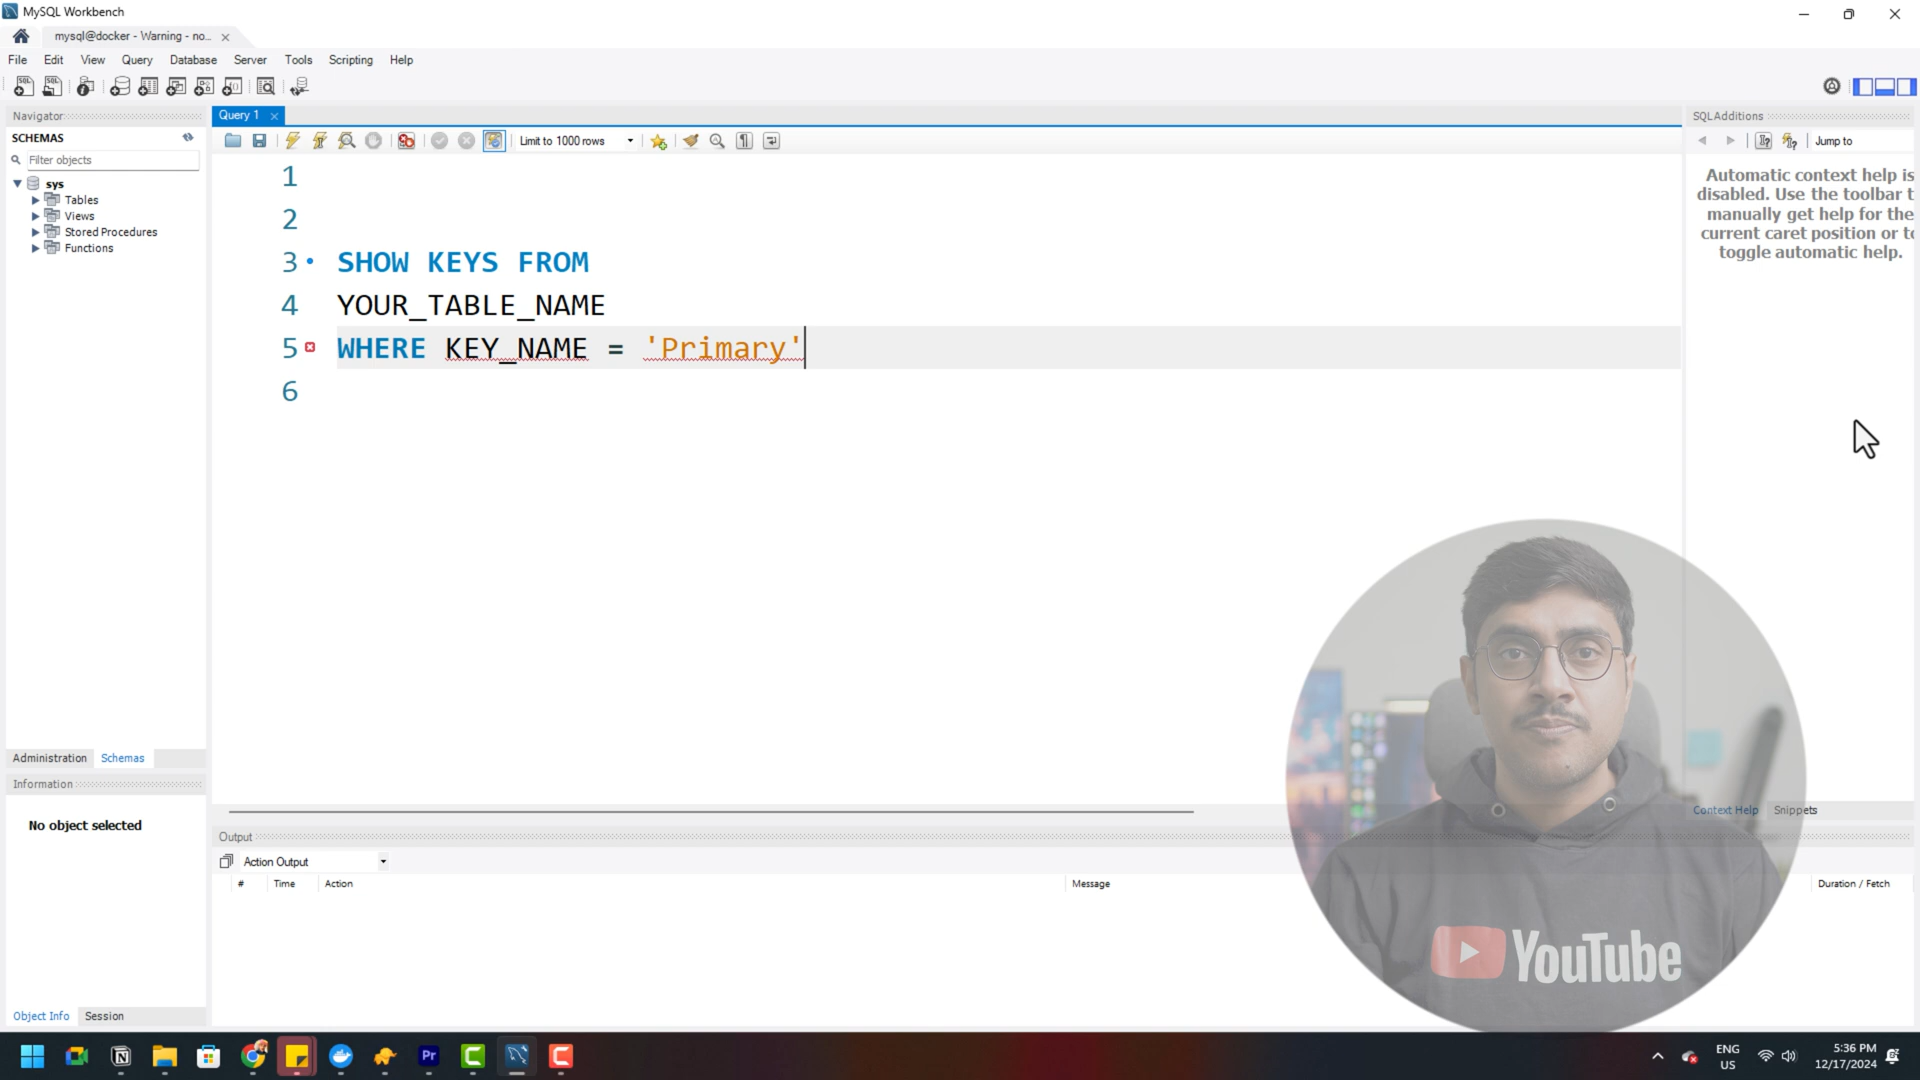 MySQL Workbench
mysql@docker - Warning - no...
File Edit View Query Database Server Tools Scripting Help
Navigator
SCHEMAS
Filter objects
sys
Tables
Views
Stored Procedures
Functions
Administration Schemas
Information
No object selected
Object Info Session
Query 1
Limit to 1000 rows
1
2
3 SHOW KEYS FROM
4 YOUR_TABLE_NAME
5 WHERE KEY_NAME = 'Primary'
6
SQLAdditions
Jump to
Automatic context help is
disabled. Use the toolbar t
manually get help for the
current caret position or to
toggle automatic help.
Context Help Snippets
Output
Action Output
# Time Action Message Duration / Fetch
YouTube
Pr
ENG
US
5:36 PM
12/17/2024